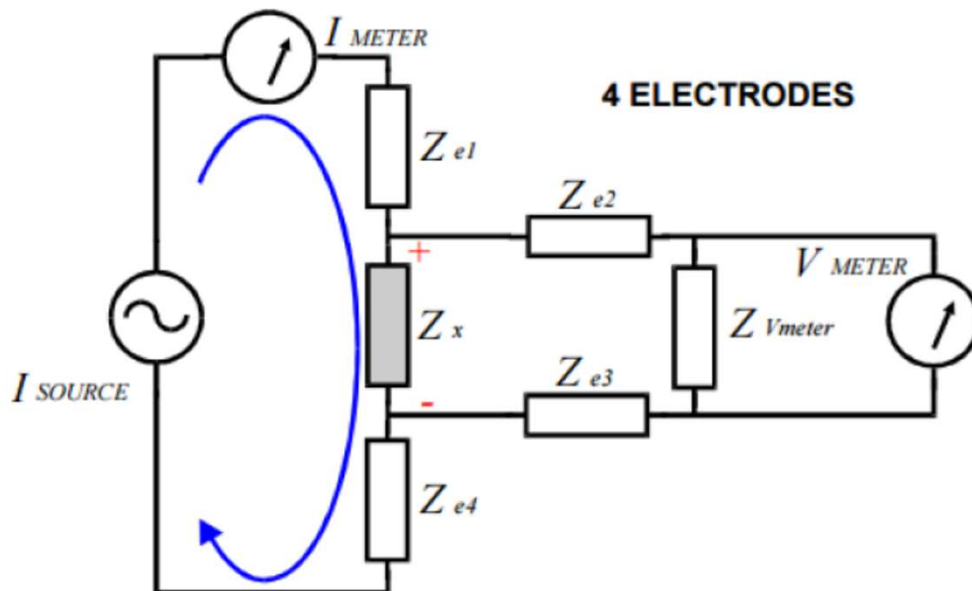 I METER
4 ELECTRODES
Z e1
Z e2
+
V METER
Z x
Z Vmeter
I SOURCE
Z e3
-
Z e4